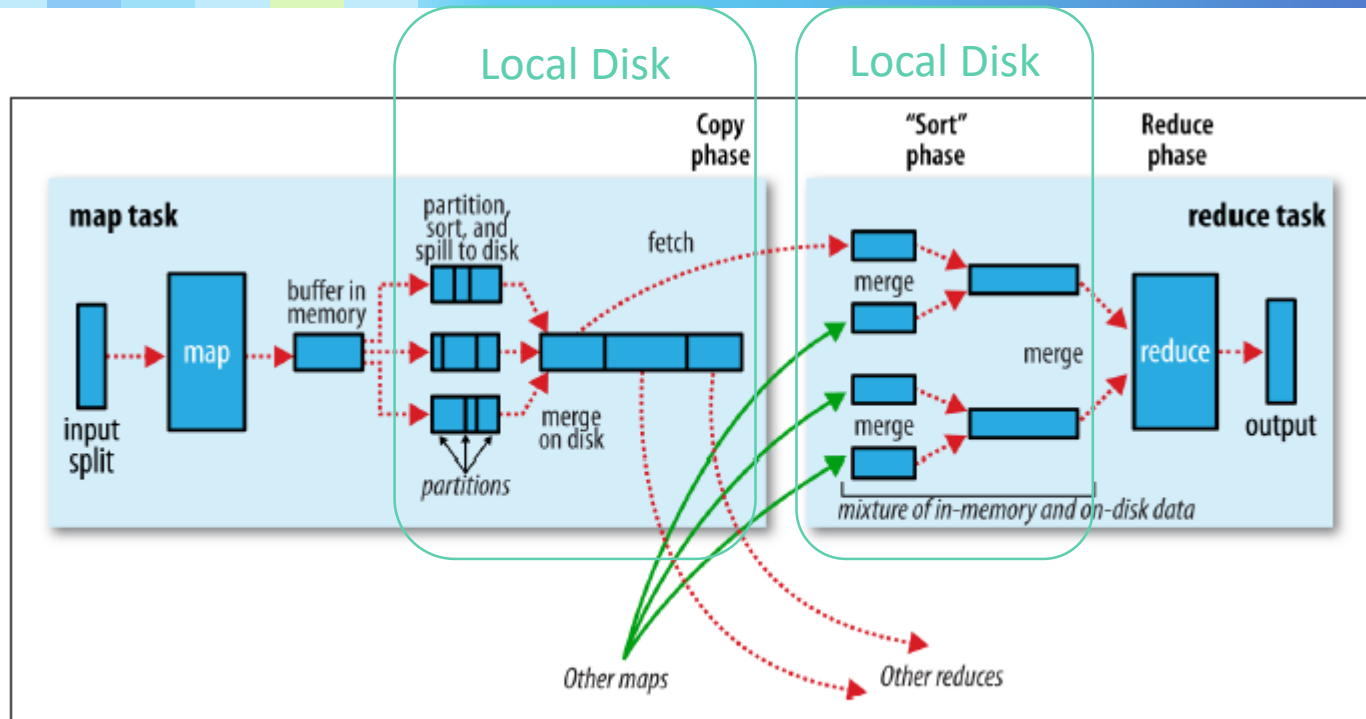 Local Disk
Local Disk
Copy
phase
"Sort"
phase
Reduce
phase
map task
partition,
sort, and
spill to disk
fetch
reduce task
buffer in
memory
map
merge
merge
reduce
input
split
merge
on disk
merge
output
partitions
mixture of in-memory and on-disk data
Other maps
Other reduces